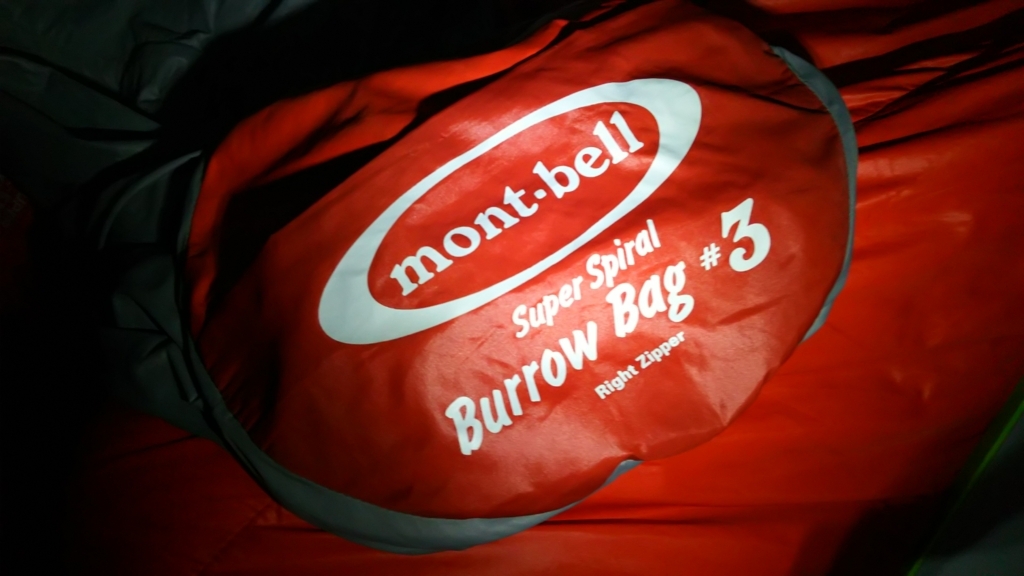 mont-bell
Super Spiral
Burrow Bag #3
Right Zipper